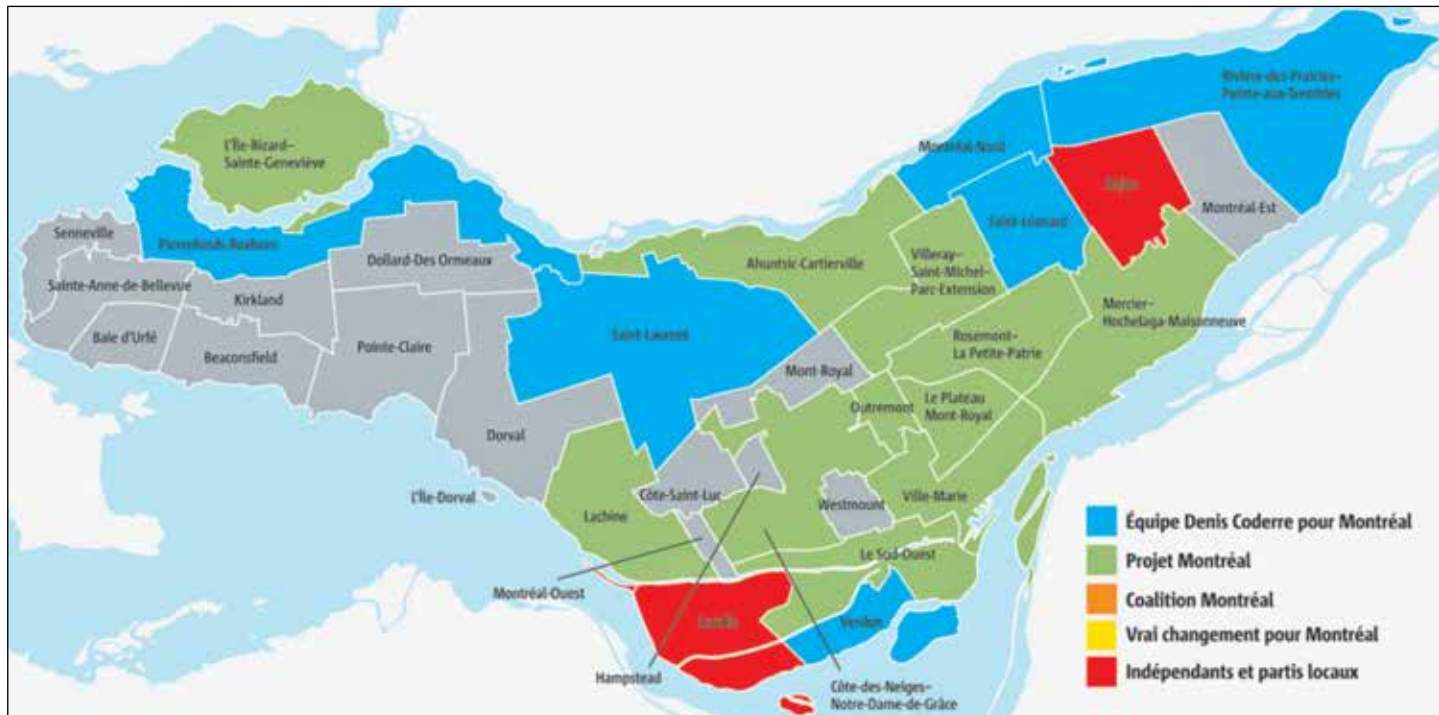 Rivière-des-Prairies–
Pointe-aux-Trembles
L'Île-Bizard–
Sainte-Geneviève
Montréal-Nord
Anjou
Montréal-Est
Saint-Léonard
Senneville
Pierrefonds-Roxboro
Dollard-Des Ormeaux
Ahuntsic-Cartierville
Villeray–
Saint-Michel–
Parc-Extension
Sainte-Anne-de-Bellevue
Kirkland
Mercier–
Hochelaga-Maisonneuve
Baie d'Urfé
Beaconsfield
Pointe-Claire
Saint-Laurent
Rosemont–
La Petite-Patrie
Mont-Royal
Outremont
Le Plateau
Mont-Royal
Dorval
L'Île-Dorval
Côte-Saint-Luc
Westmount
Ville-Marie
Lachine
Le Sud-Ouest
Montréal-Ouest
LaSalle
Verdun
Hampstead
Côte-des-Neiges–
Notre-Dame-de-Grâce
Équipe Denis Coderre pour Montréal
Projet Montréal
Coalition Montréal
Vrai changement pour Montréal
Indépendants et partis locaux